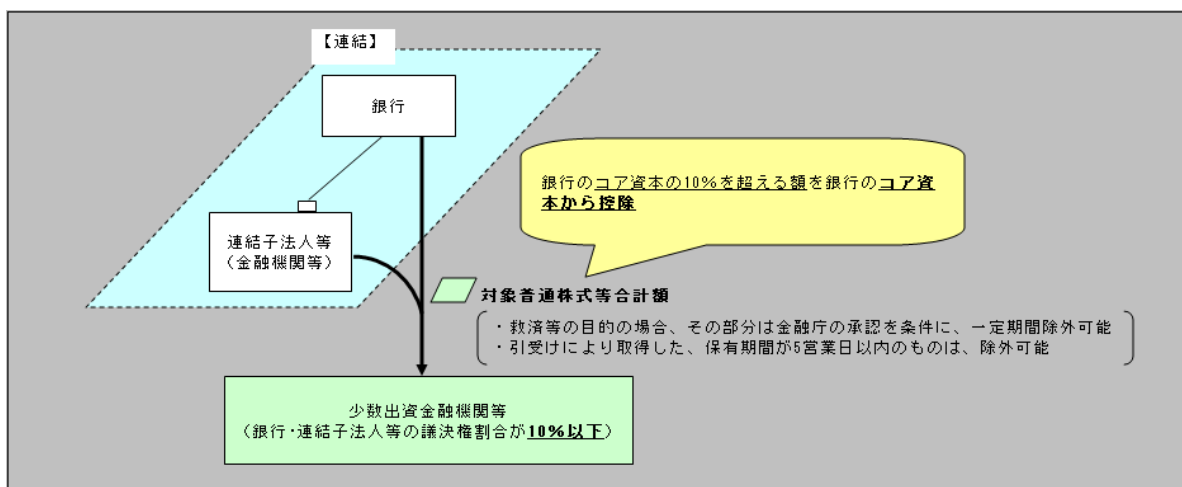 【連結】
銀行
銀行のコア資本の10%を超える額を銀行のコア資
本から控除
連結子法人等
（金融機関等）
対象普通株式等合計額
・救済等の目的の場合、その部分は金融庁の承認を条件に、一定期間除外可能
・引受けにより取得した、保有期間が5営業日以内のものは、除外可能
少数出資金融機関等
（銀行・連結子法人等の議決権割合が10%以下）